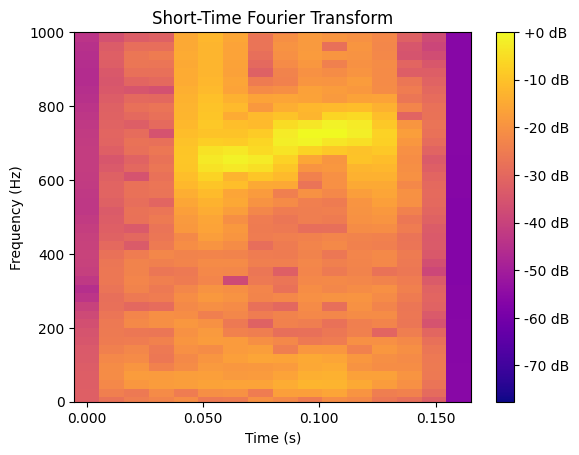 Short-Time Fourier Transform
Frequency (Hz)
1000
800
600
400
200
0
0.000
0.050
0.100
0.150
Time (s)
+0 dB
-10 dB
-20 dB
-30 dB
-40 dB
-50 dB
-60 dB
-70 dB